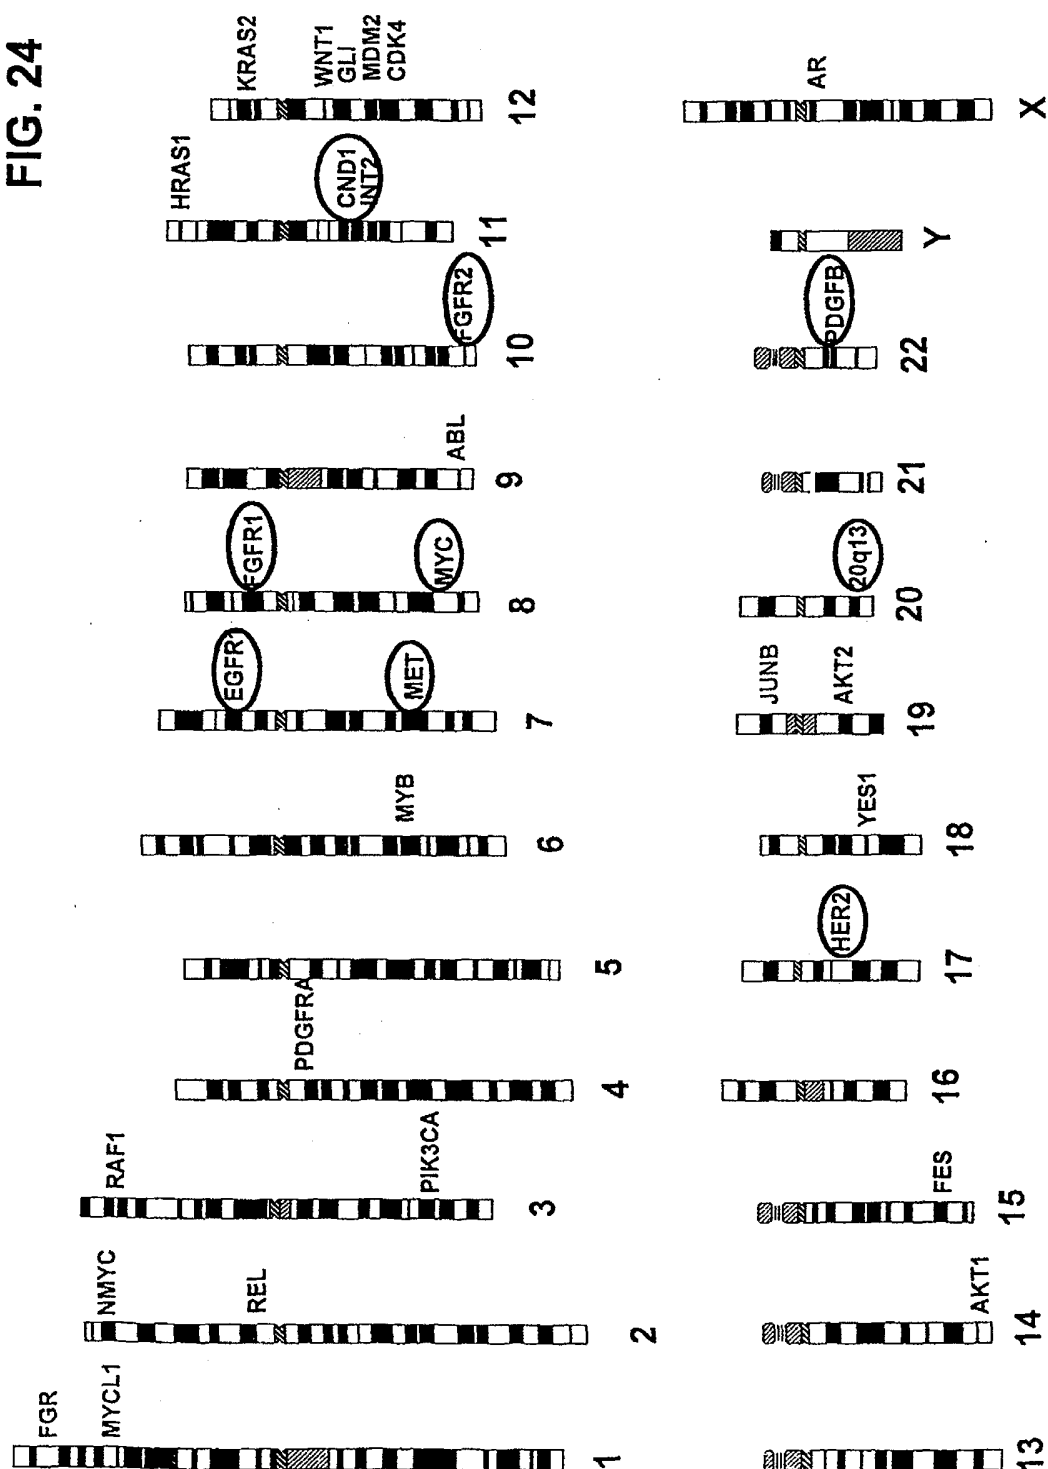 FIG. 24
FGR
MYCL1
1
NMYC
REL
2
RAF1
PIK3CA
3
PDGFRA
4
5
MYB
6
EGFR1
MET
7
FGFR1
MYC
8
ABL
9
FGFR2
10
HRAS1
CND1
INT2
11
KRAS2
WNT1
GLI
MDM2
CDK4
12
13
AKT1
14
FES
15
16
HER2
17
YES1
18
JUNB
AKT2
19
20q13
20
21
PDGFB
22
Y
AR
X